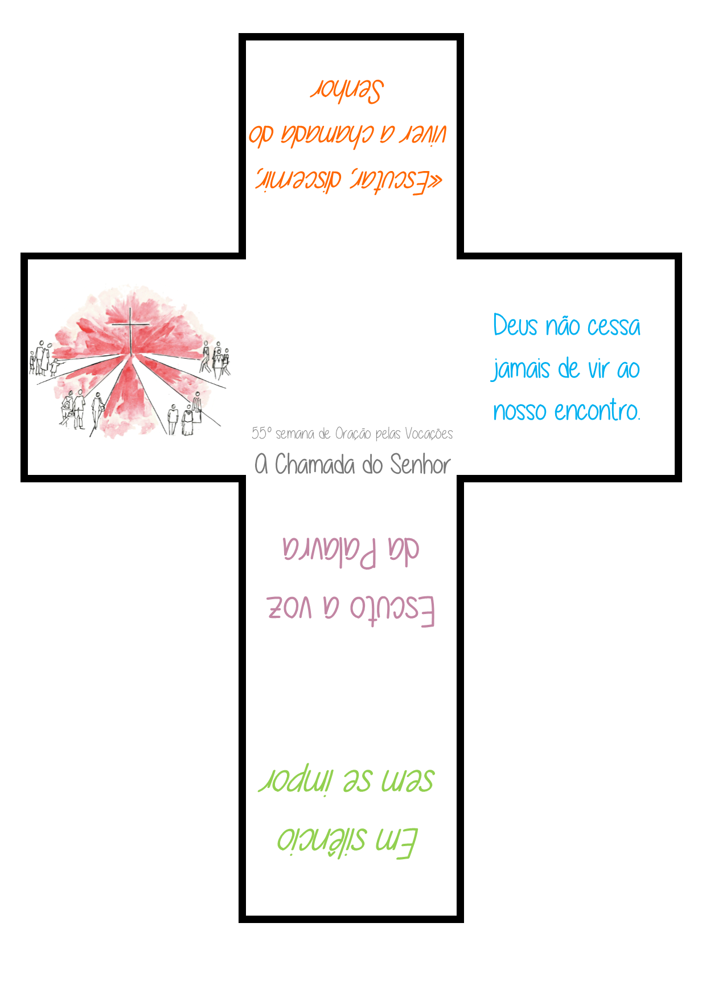 «Escutar, discernir,
viver a chamada do
Senhor
Deus não cessa
jamais de vir ao
nosso encontro.
55º semana de Oração pelas Vocações
A Chamada do Senhor
Escuto a voz
da Palavra
Em silêncio
sem se impor